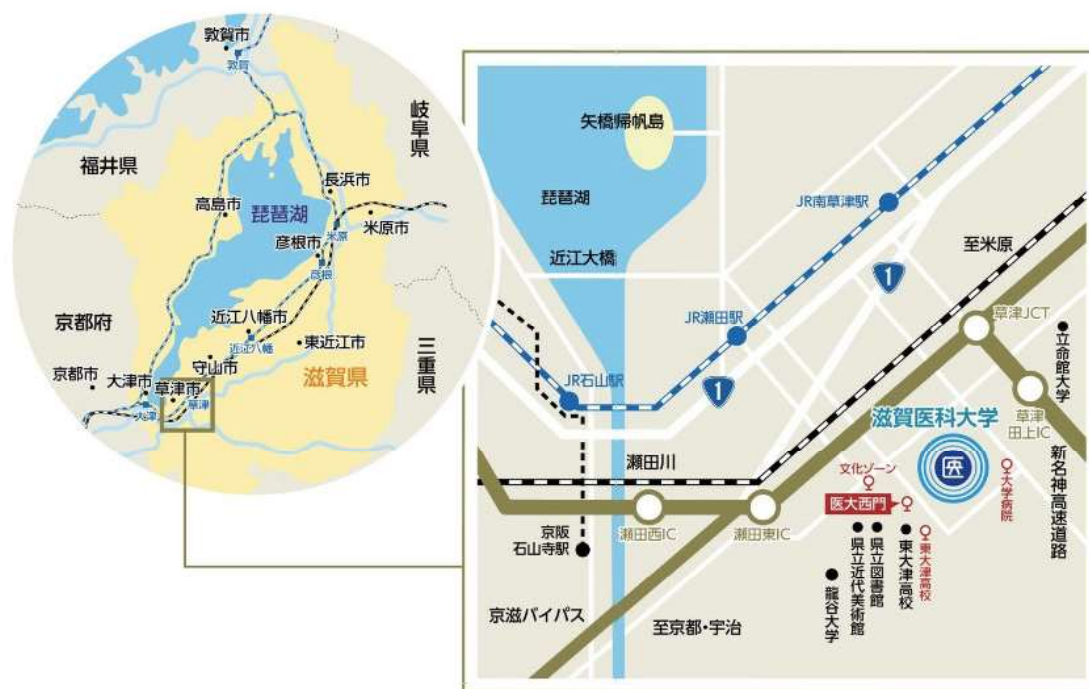 敦賀市
敦賀
岐阜県
福井県
長浜市
高島市
琵琶湖
米原
米原市
彦根市
彦根
京都府
近江八幡市
近江八幡
東近江市
三重県
守山市
滋賀県
京都市
大津市
草津市
大津
草津
矢橋帰帆島
琵琶湖
JR南草津駅
近江大橋
至米原
1
草津JCT
JR瀬田駅
立命館大学
JR石山駅
1
滋賀医科大学
草津
田上IC
医
瀬田川
文化ゾーン
医大西門
大学病院
新名神高速道路
京阪
石山寺駅
瀬田西IC
瀬田東IC
龍谷大学
県立近代美術館
県立図書館
東大津高校
東大津高校
京滋バイパス
至京都・宇治